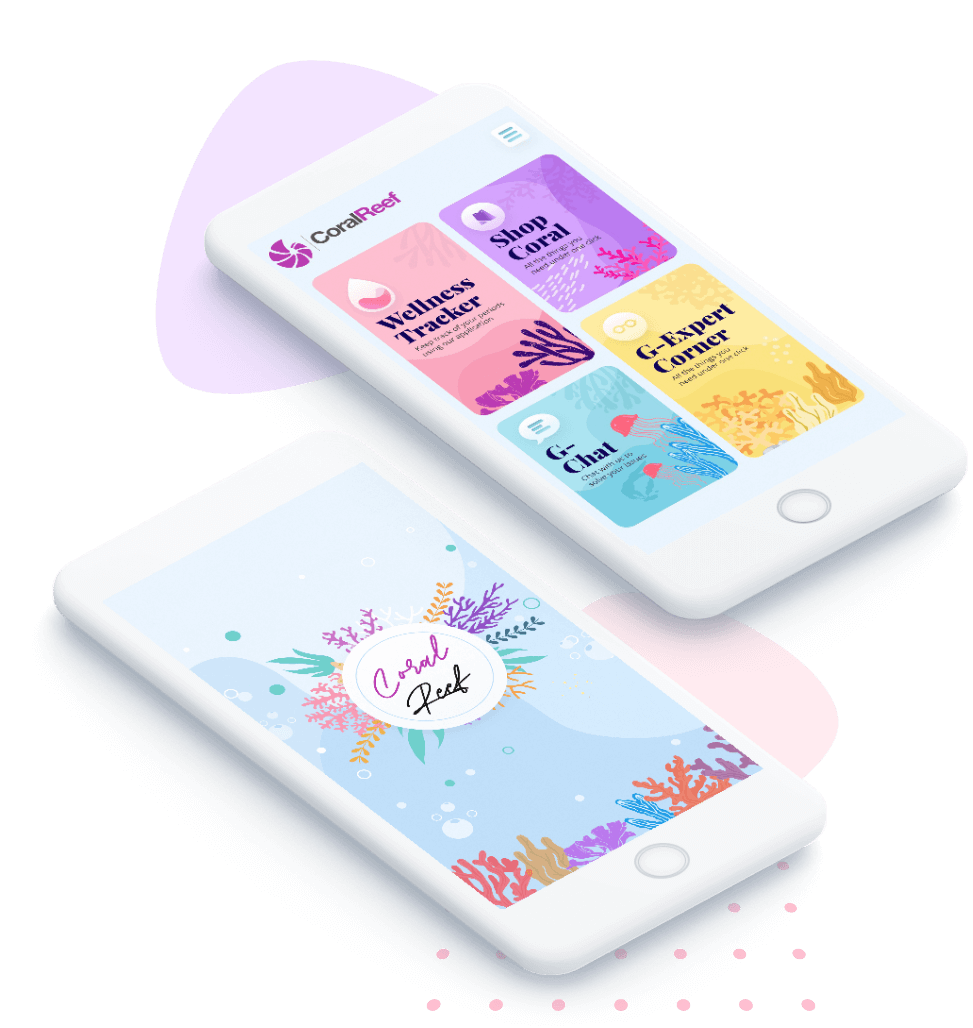 CoralReef
Shop
Coral
All the things you
need under one click
Wellness
Tracker
Keep track of your periods
using our application
G-Expert
Corner
All the things you
need under one click
G-
Chat
Chat with us to
solve your issues
Coral
Reef